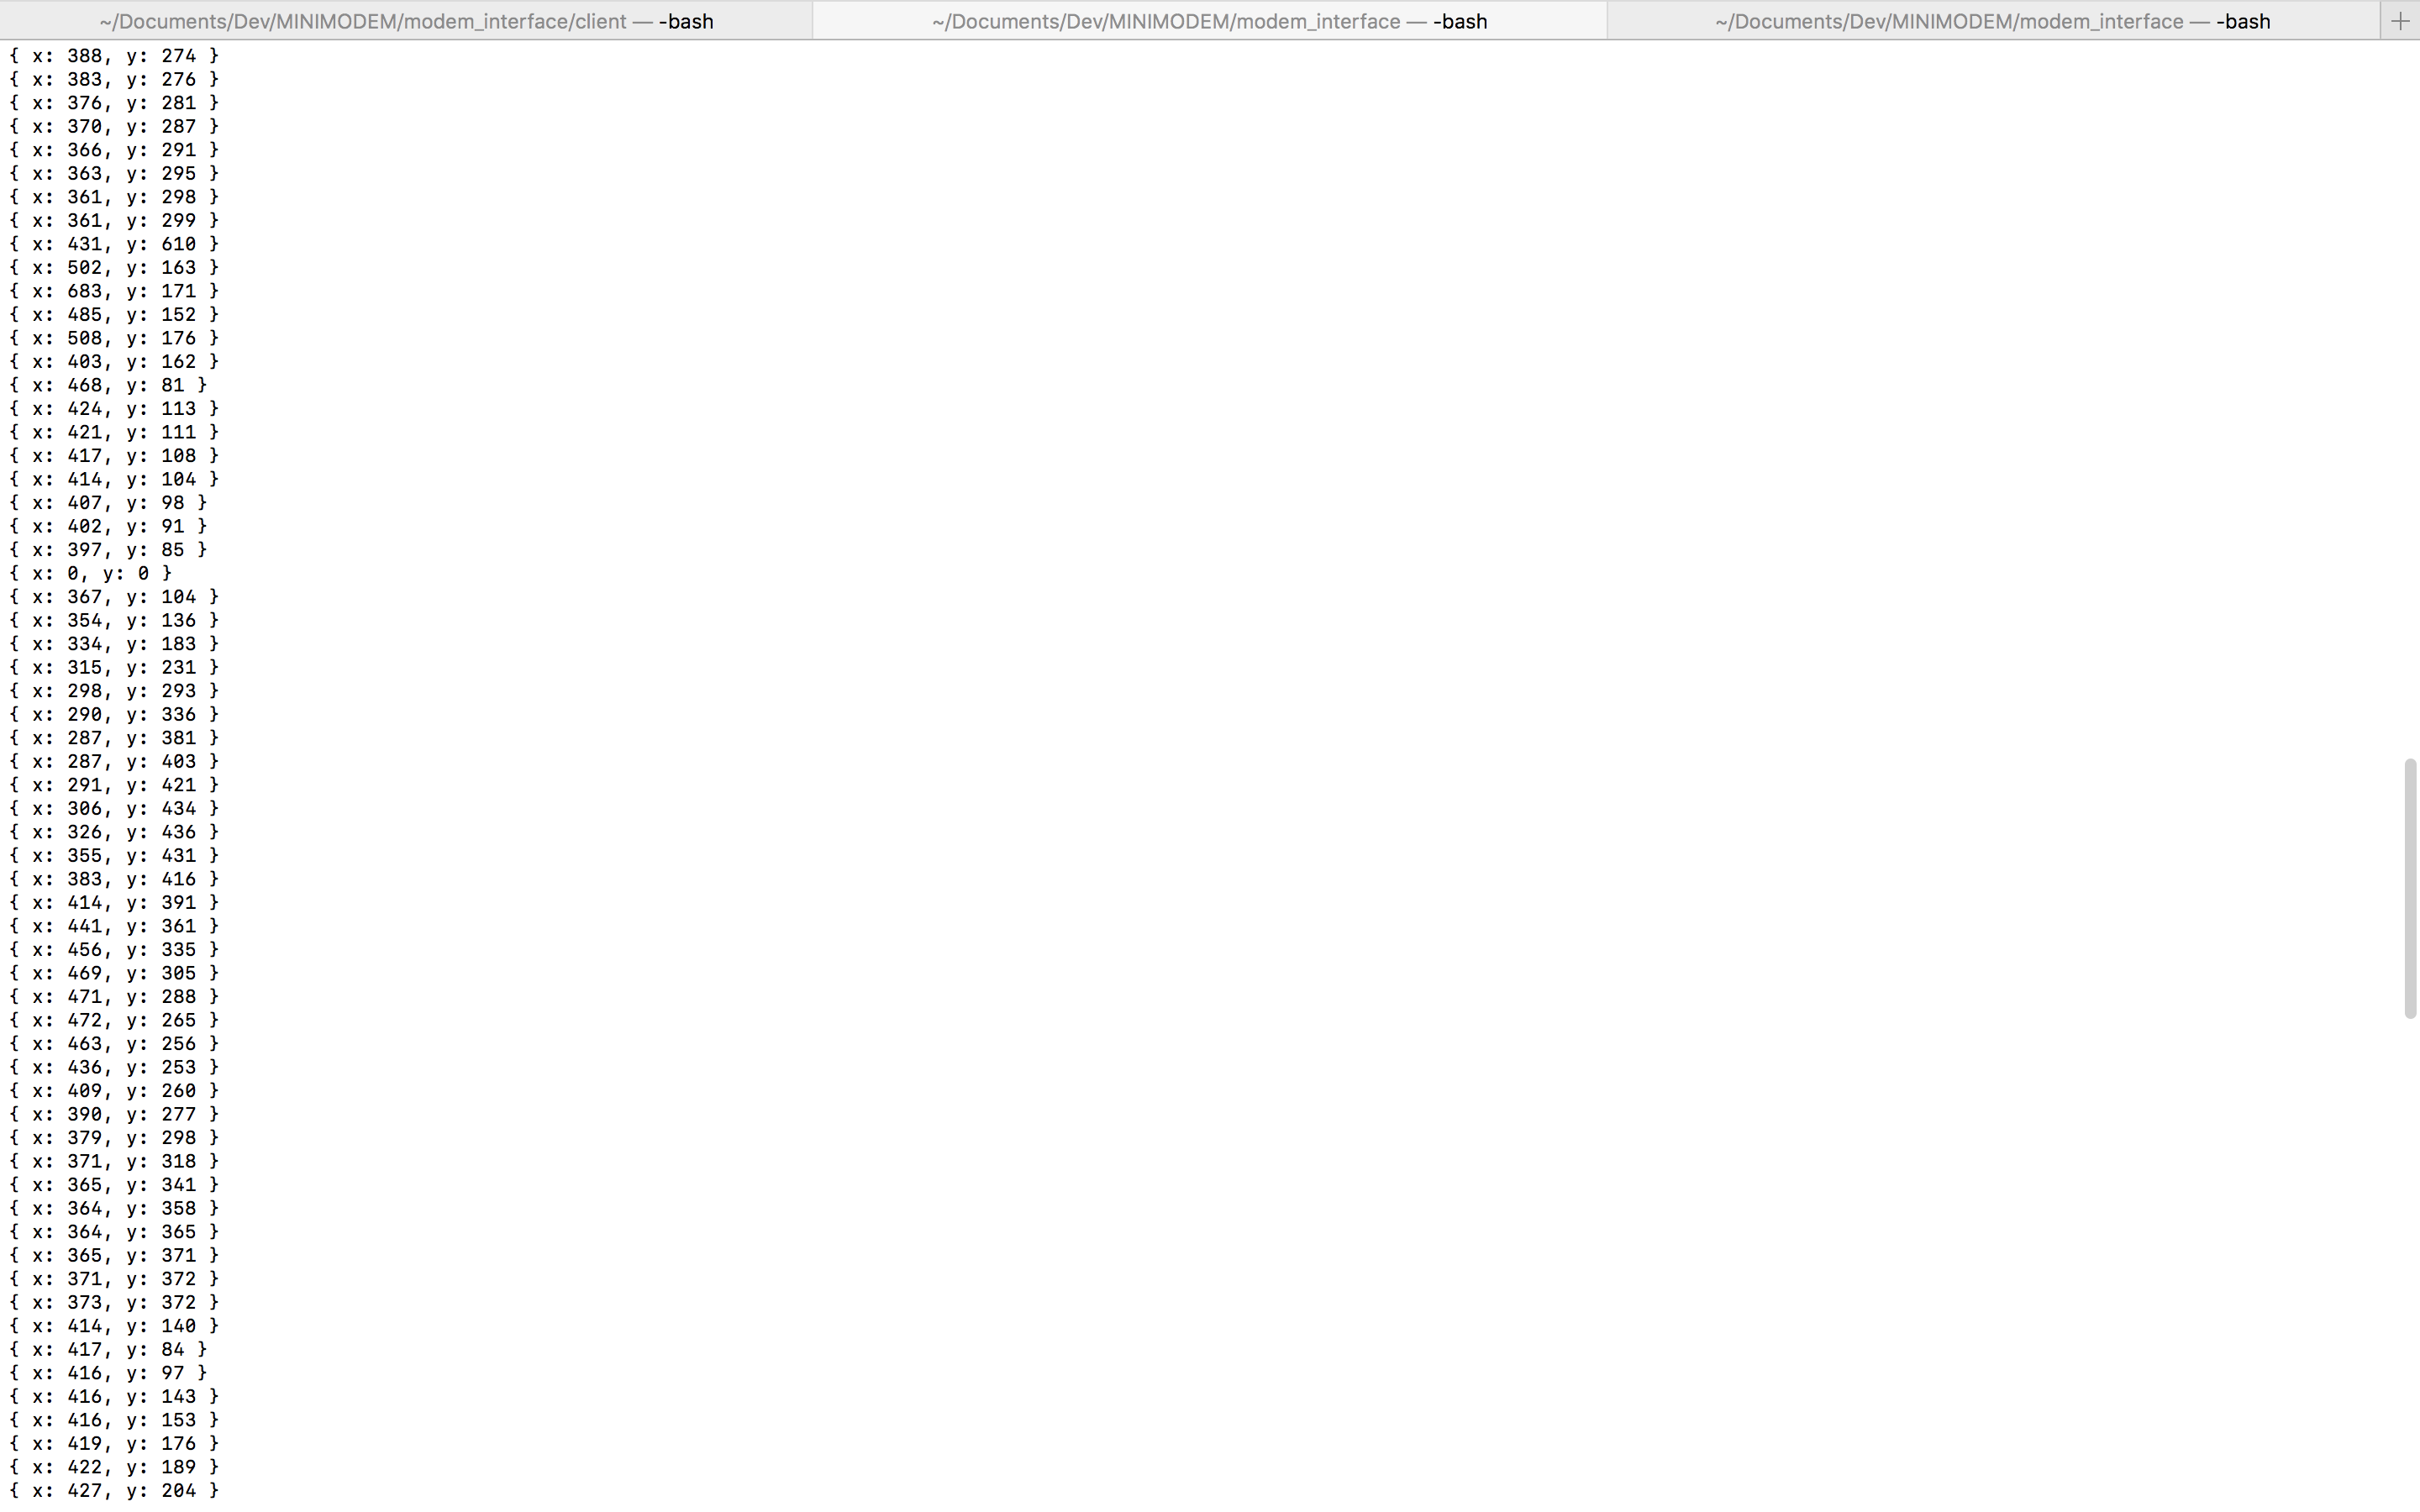 ~/Documents/Dev/MINIMODEM/modem_interface/client — -bash
~/Documents/Dev/MINIMODEM/modem_interface — -bash
~/Documents/Dev/MINIMODEM/modem_interface — -bash
{ x: 388, y: 274 }
{ x: 383, y: 276 }
{ x: 376, y: 281 }
{ x: 370, y: 287 }
{ x: 366, y: 291 }
{ x: 363, y: 295 }
{ x: 361, y: 298 }
{ x: 361, y: 299 }
{ x: 431, y: 610 }
{ x: 502, y: 163 }
{ x: 683, y: 171 }
{ x: 485, y: 152 }
{ x: 508, y: 176 }
{ x: 403, y: 162 }
{ x: 468, y: 81 }
{ x: 424, y: 113 }
{ x: 421, y: 111 }
{ x: 417, y: 108 }
{ x: 414, y: 104 }
{ x: 407, y: 98 }
{ x: 402, y: 91 }
{ x: 397, y: 85 }
{ x: 0, y: 0 }
{ x: 367, y: 104 }
{ x: 354, y: 136 }
{ x: 334, y: 183 }
{ x: 315, y: 231 }
{ x: 298, y: 293 }
{ x: 290, y: 336 }
{ x: 287, y: 381 }
{ x: 287, y: 403 }
{ x: 291, y: 421 }
{ x: 306, y: 434 }
{ x: 326, y: 436 }
{ x: 355, y: 431 }
{ x: 383, y: 416 }
{ x: 414, y: 391 }
{ x: 441, y: 361 }
{ x: 456, y: 335 }
{ x: 469, y: 305 }
{ x: 471, y: 288 }
{ x: 472, y: 265 }
{ x: 463, y: 256 }
{ x: 436, y: 253 }
{ x: 409, y: 260 }
{ x: 390, y: 277 }
{ x: 379, y: 298 }
{ x: 371, y: 318 }
{ x: 365, y: 341 }
{ x: 364, y: 358 }
{ x: 364, y: 365 }
{ x: 365, y: 371 }
{ x: 371, y: 372 }
{ x: 373, y: 372 }
{ x: 414, y: 140 }
{ x: 417, y: 84 }
{ x: 416, y: 97 }
{ x: 416, y: 143 }
{ x: 416, y: 153 }
{ x: 419, y: 176 }
{ x: 422, y: 189 }
{ x: 427, y: 204 }